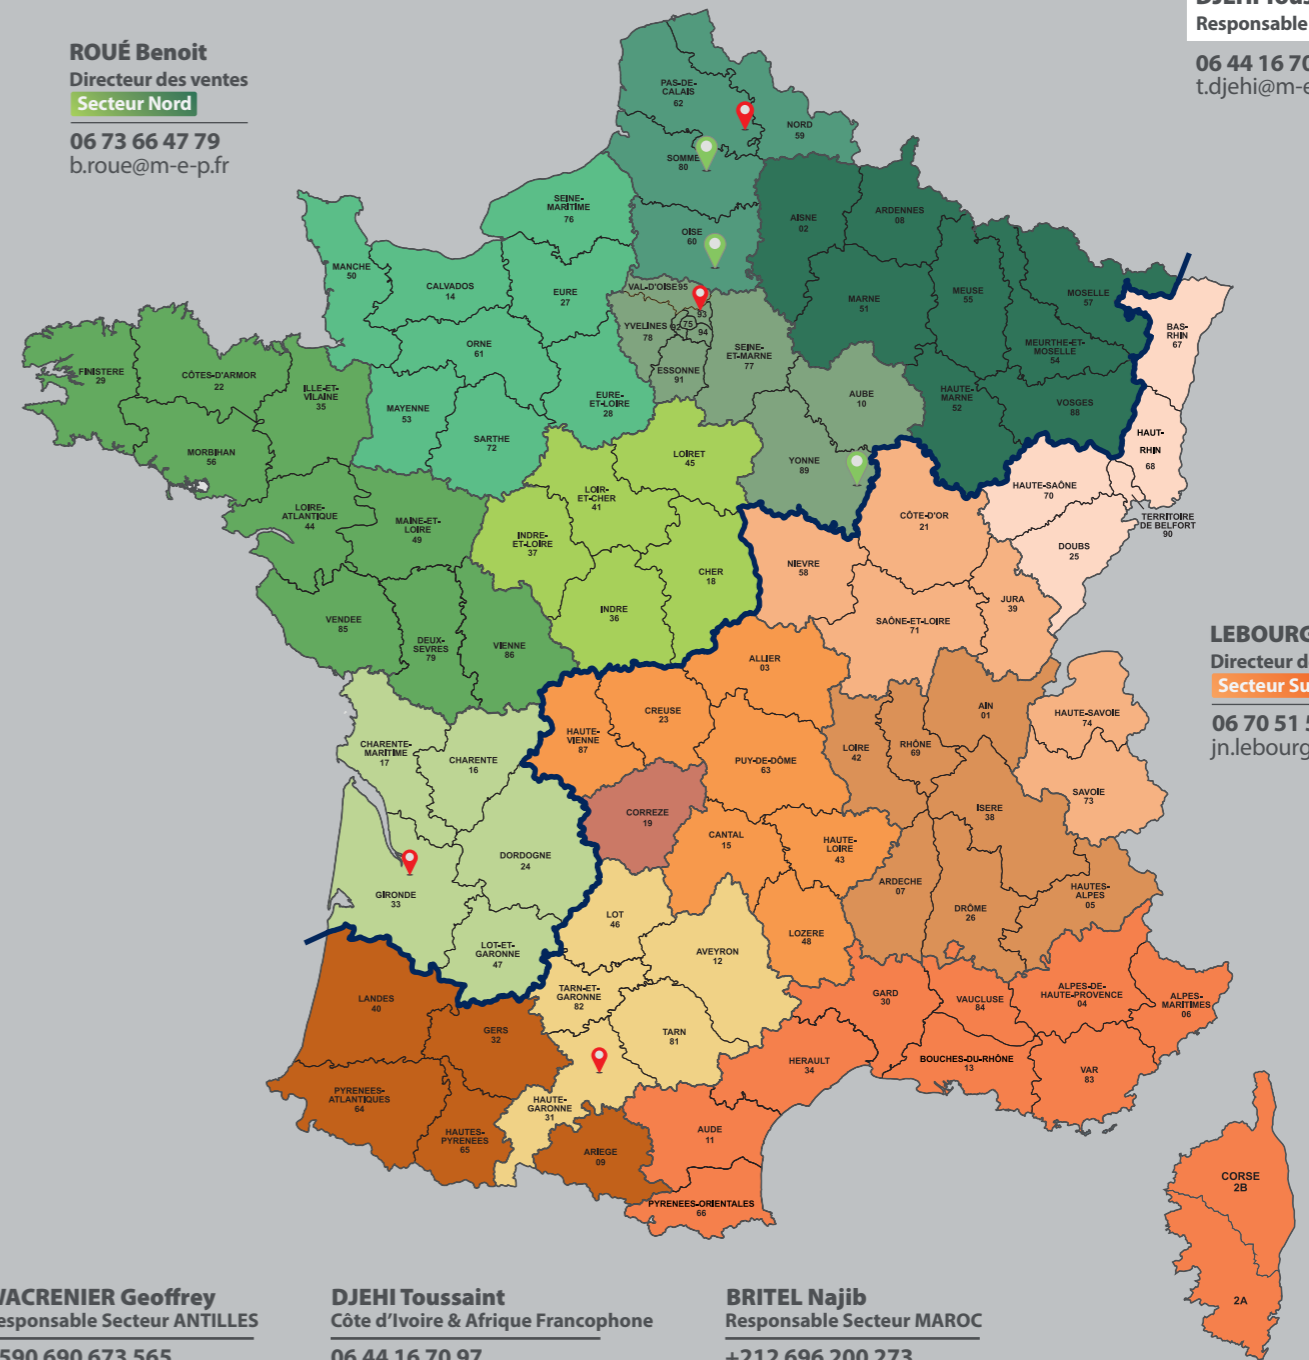 DJEHI
Responsable
06 44 16 70
t.djehi@m-e
ROUÉ Benoit
Directeur des ventes
Secteur Nord
06 73 66 47 79
b.roue@m-e-p.fr
PAS-DE-
CALAIS
62
NORD
59
SOMME
80
SEINE-
MARITIME
76
OISE
60
AISNE
02
ARDENNES
08
MANCHE
50
CALVADOS
14
EURE
27
VAL-D'OISE 95
93
92
75
94
YVELINES
78
ESSONNE
91
SEINE-
ET-MARNE
77
MARNE
51
MEUSE
55
MOSELLE
57
MEURTHE-ET-
MOSELLE
54
BAS-
RHIN
67
ORNE
61
FINISTERE
29
CÔTES-D'ARMOR
22
ILLE-ET-
VILAINE
35
MORBIHAN
56
MAYENNE
53
SARTHE
72
EURE-
ET-LOIRE
28
AUBE
10
HAUTE-
MARNE
52
VOSGES
88
HAUT-
RHIN
68
LOIRET
45
YONNE
89
HAUTE-SAÔNE
70
TERRITOIRE
DE BELFORT
90
LOIRE-
ATLANTIQUE
44
MAINE-ET-
LOIRE
49
LOIR-
ET-CHER
41
INDRE-
ET-LOIRE
37
CÔTE-D'OR
21
DOUBS
25
CHER
18
NIEVRE
58
JURA
39
INDRE
36
SAÔNE-ET-LOIRE
71
VENDEE
85
DEUX-
SEVRES
79
VIENNE
86
LEBOURG
Directeur d
Secteur Su
06 70 51 5
jn.lebourg
ALLIER
03
CREUSE
23
HAUTE-
VIENNE
87
PUY-DE-DÔME
63
LOIRE
42
RHÔNE
69
AIN
01
HAUTE-SAVOIE
74
SAVOIE
73
CHARENTE-
MARITIME
17
CHARENTE
16
CORREZE
19
CANTAL
15
HAUTE-
LOIRE
43
ISERE
38
DORDOGNE
24
GIRONDE
33
ARDECHE
07
DRÔME
26
HAUTES-
ALPES
05
LOT
46
LOZERE
48
LOT-ET-
GARONNE
47
AVEYRON
12
LANDES
40
TARN-ET-
GARONNE
82
GARD
30
VAUCLUSE
84
ALPES-DE-
HAUTE-PROVENCE
04
ALPES-
MARITIMES
06
GERS
32
TARN
81
HERAULT
34
BOUCHES-DU-RHÔNE
13
VAR
83
PYRENEES-
ATLANTIQUES
64
HAUTES-
PYRENEES
65
HAUTE-
GARONNE
31
ARIEGE
09
AUDE
11
PYRENEES-ORIENTALES
66
CORSE
2B
2A
WACRENIER Geoffrey
esponsable Secteur ANTILLES
590 690 673 565
DJEHI Toussaint
Côte d'Ivoire & Afrique Francophone
06 44 16 70 97
BRITEL Najib
Responsable Secteur MAROC
+212 696 200 273